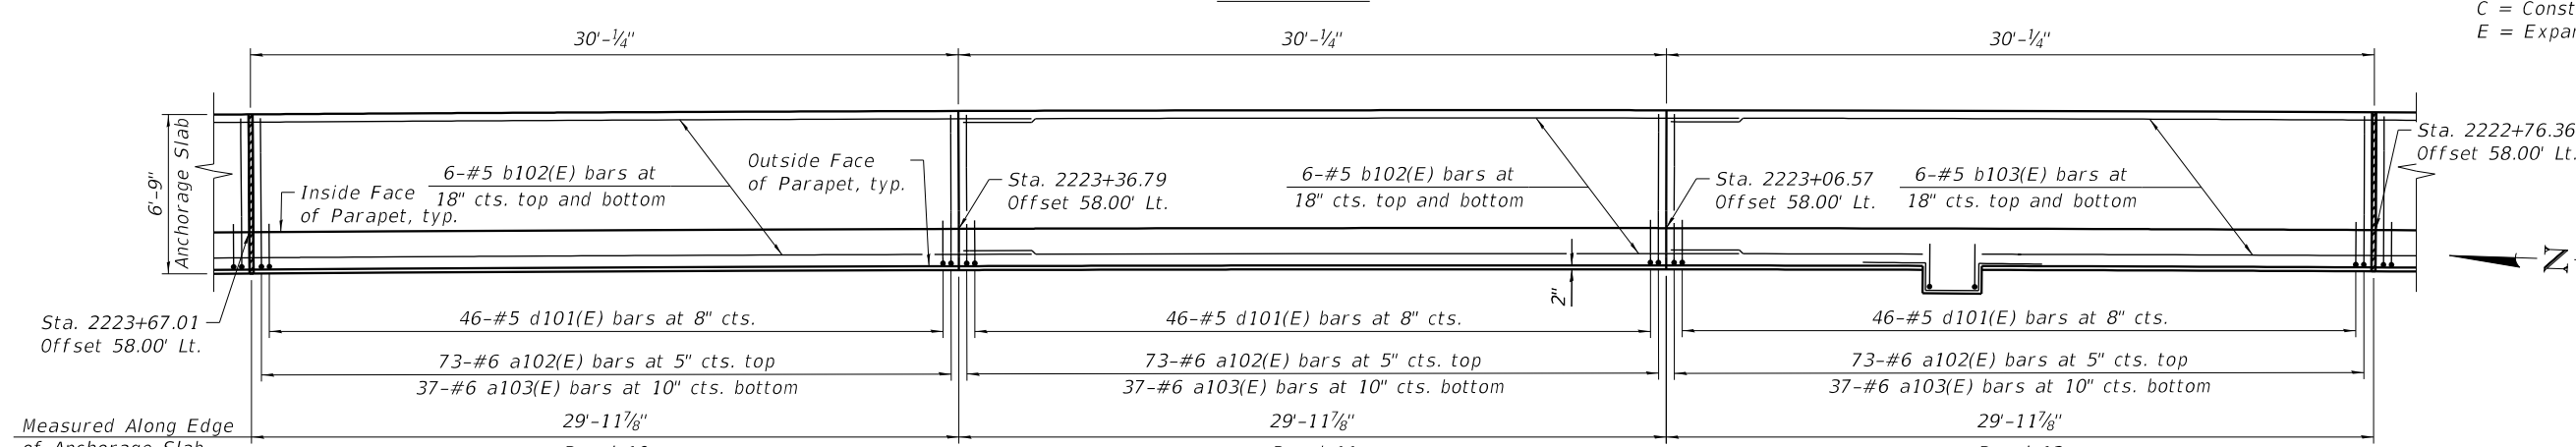 C = Const
E = Expan
30'-¼" 30'-¼" 30'-¼"
6'-9"
Anchorage Slab
Inside Face
of Parapet, typ.
6-#5 b102(E) bars at
18" cts. top and bottom
Outside Face
of Parapet, typ.
Sta. 2223+36.79
Offset 58.00' Lt.
6-#5 b102(E) bars at
18" cts. top and bottom
Sta. 2223+06.57
Offset 58.00' Lt.
6-#5 b103(E) bars at
18" cts. top and bottom
Sta. 2222+76.36
Offset 58.00' Lt.
N
2"
Sta. 2223+67.01
Offset 58.00' Lt.
46-#5 d101(E) bars at 8" cts. 46-#5 d101(E) bars at 8" cts. 46-#5 d101(E) bars at 8" cts.
73-#6 a102(E) bars at 5" cts. top 73-#6 a102(E) bars at 5" cts. top 73-#6 a102(E) bars at 5" cts. top
37-#6 a103(E) bars at 10" cts. bottom 37-#6 a103(E) bars at 10" cts. bottom 37-#6 a103(E) bars at 10" cts. bottom
Measured Along Edge
of Anchorage Slab
29'-11⅞" 29'-11⅞" 29'-11⅞"